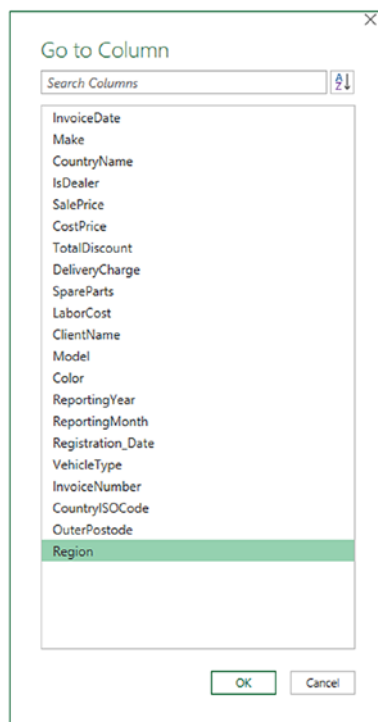 Go to Column
Search Columns
InvoiceDate
Make
CountryName
IsDealer
SalePrice
CostPrice
TotalDiscount
DeliveryCharge
SpareParts
LaborCost
ClientName
Model
Color
ReportingYear
ReportingMonth
Registration_Date
VehicleType
InvoiceNumber
CountryISOCode
OuterPostode
Region
OK Cancel